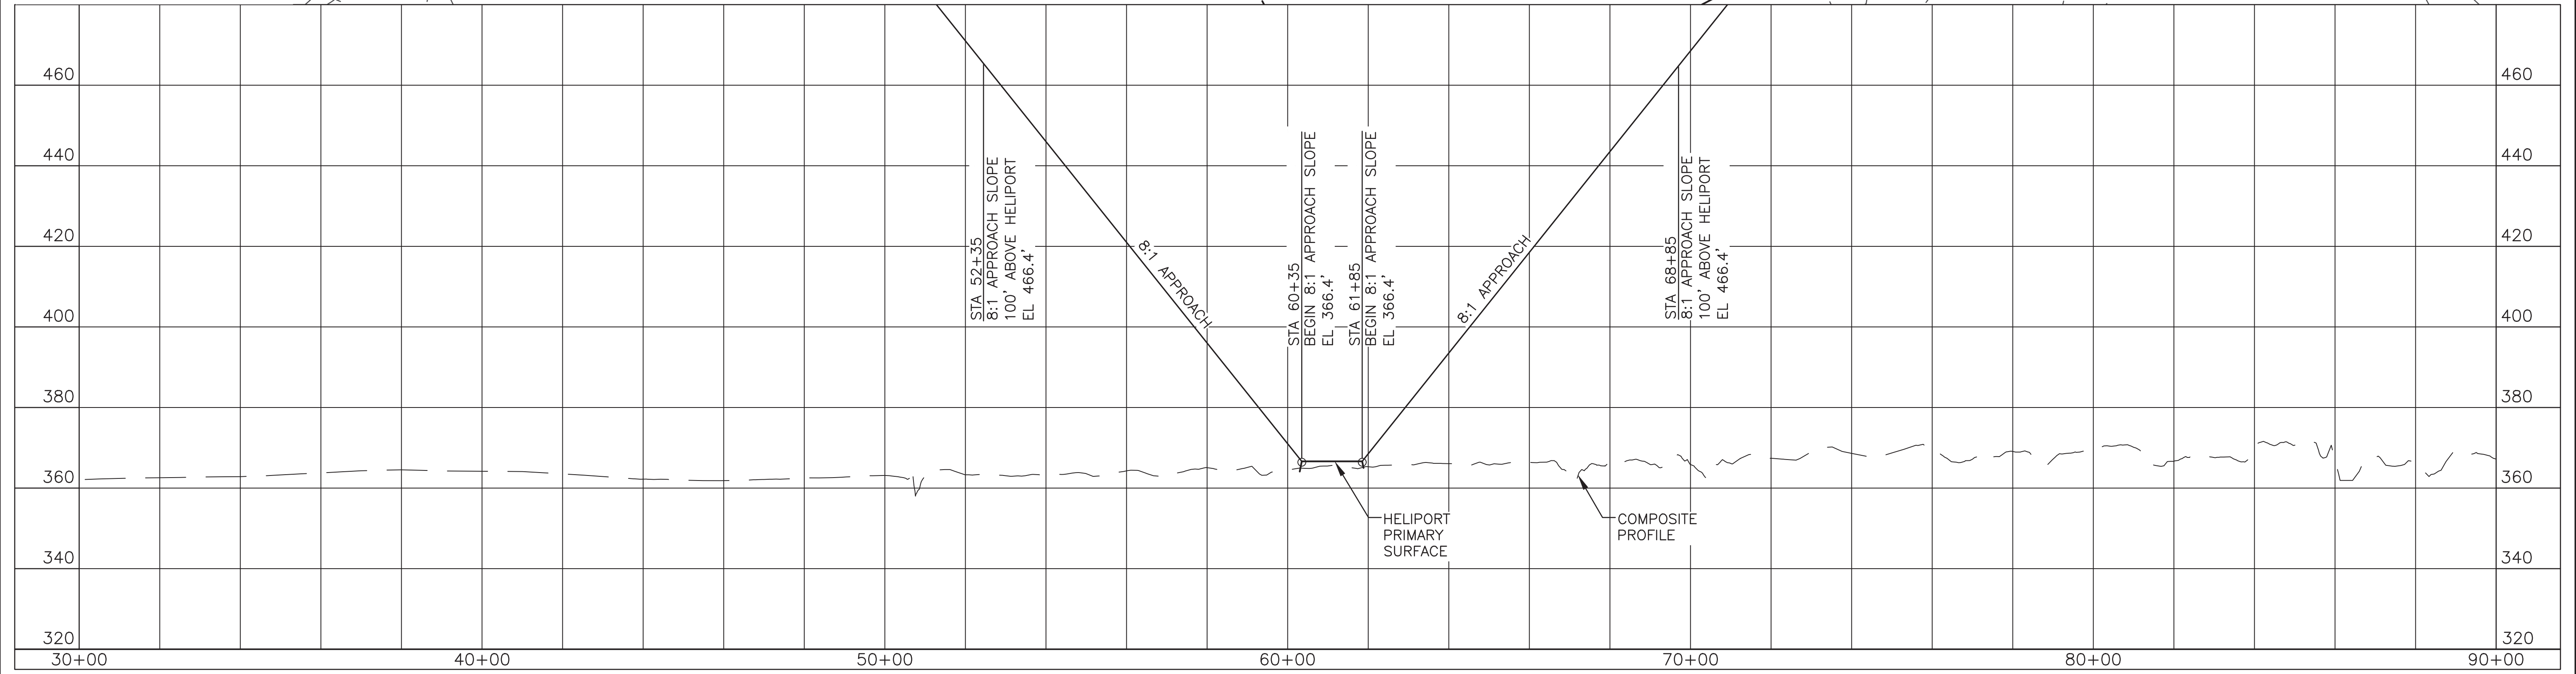 460
440
420
400
380
360
340
320
STA 52+35
8:1 APPROACH SLOPE
100' ABOVE HELIPORT
EL 466.4'
8:1 APPROACH
STA 60+35
BEGIN 8:1 APPROACH SLOPE
EL 366.4'
STA 61+85
BEGIN 8:1 APPROACH SLOPE
EL 366.4'
8:1 APPROACH
STA 68+85
8:1 APPROACH SLOPE
100' ABOVE HELIPORT
EL 466.4'
HELIPORT
PRIMARY
SURFACE
COMPOSITE
PROFILE
460
440
420
400
380
360
340
320
30+00
40+00
50+00
60+00
70+00
80+00
90+00